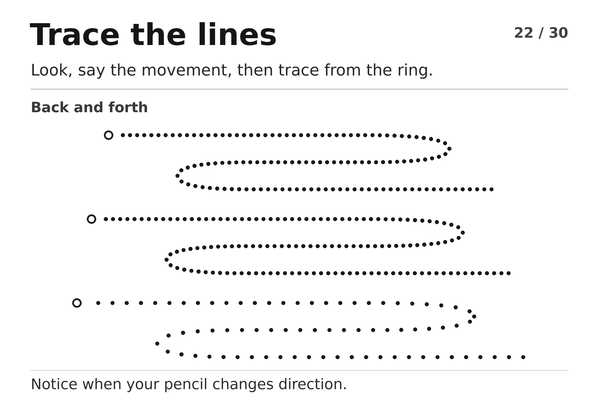 Trace the lines
22 / 30
Look, say the movement, then trace from the ring.
Back and forth
Notice when your pencil changes direction.